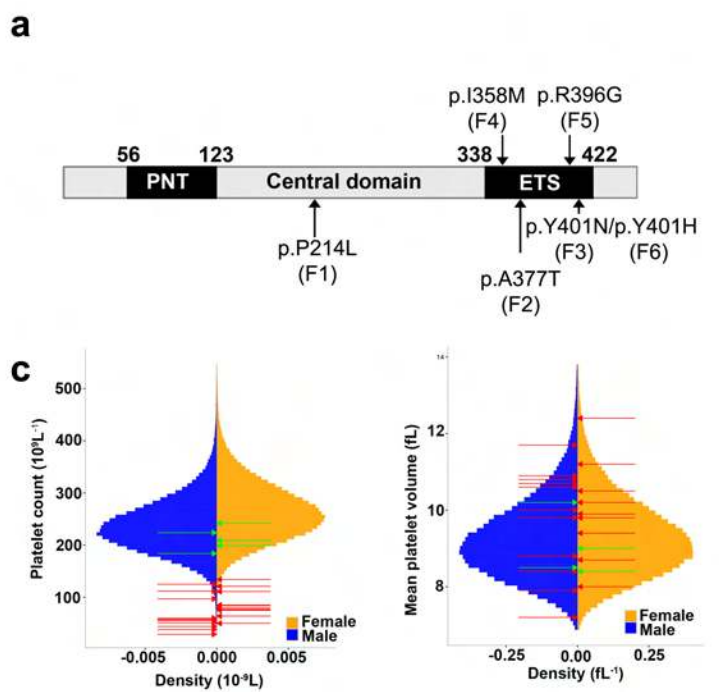 a
p.I358M p.R396G
(F4) (F5)
56 123 338 422
PNT Central domain ETS
p.P214L
(F1)
p.Y401N/p.Y401H
(F3) (F6)
p.A377T
(F2)
c
Platelet count (10⁹L⁻¹)
500
400
300
200
100
Female
Male
-0.005 0.000 0.005
Density (10⁻⁹L)
Mean platelet volume (fL)
14
12
10
8
Female
Male
-0.25 0.00 0.25
Density (fL⁻¹)